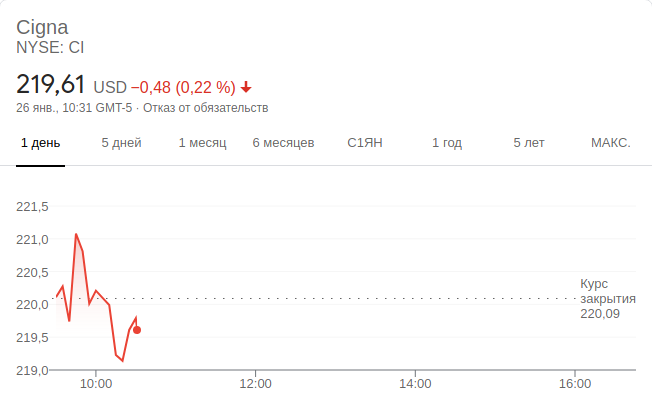 Cigna
NYSE: CI
219,61 USD −0,48 (0,22 %)
26 янв., 10:31 GMT-5 · Отказ от обязательств
1 день 5 дней 1 месяц 6 месяцев С1ЯН 1 год 5 лет МАКС.
221,5
221,0
220,5
220,0
219,5
219,0
Курс
закрытия
220,09
10:00 12:00 14:00 16:00